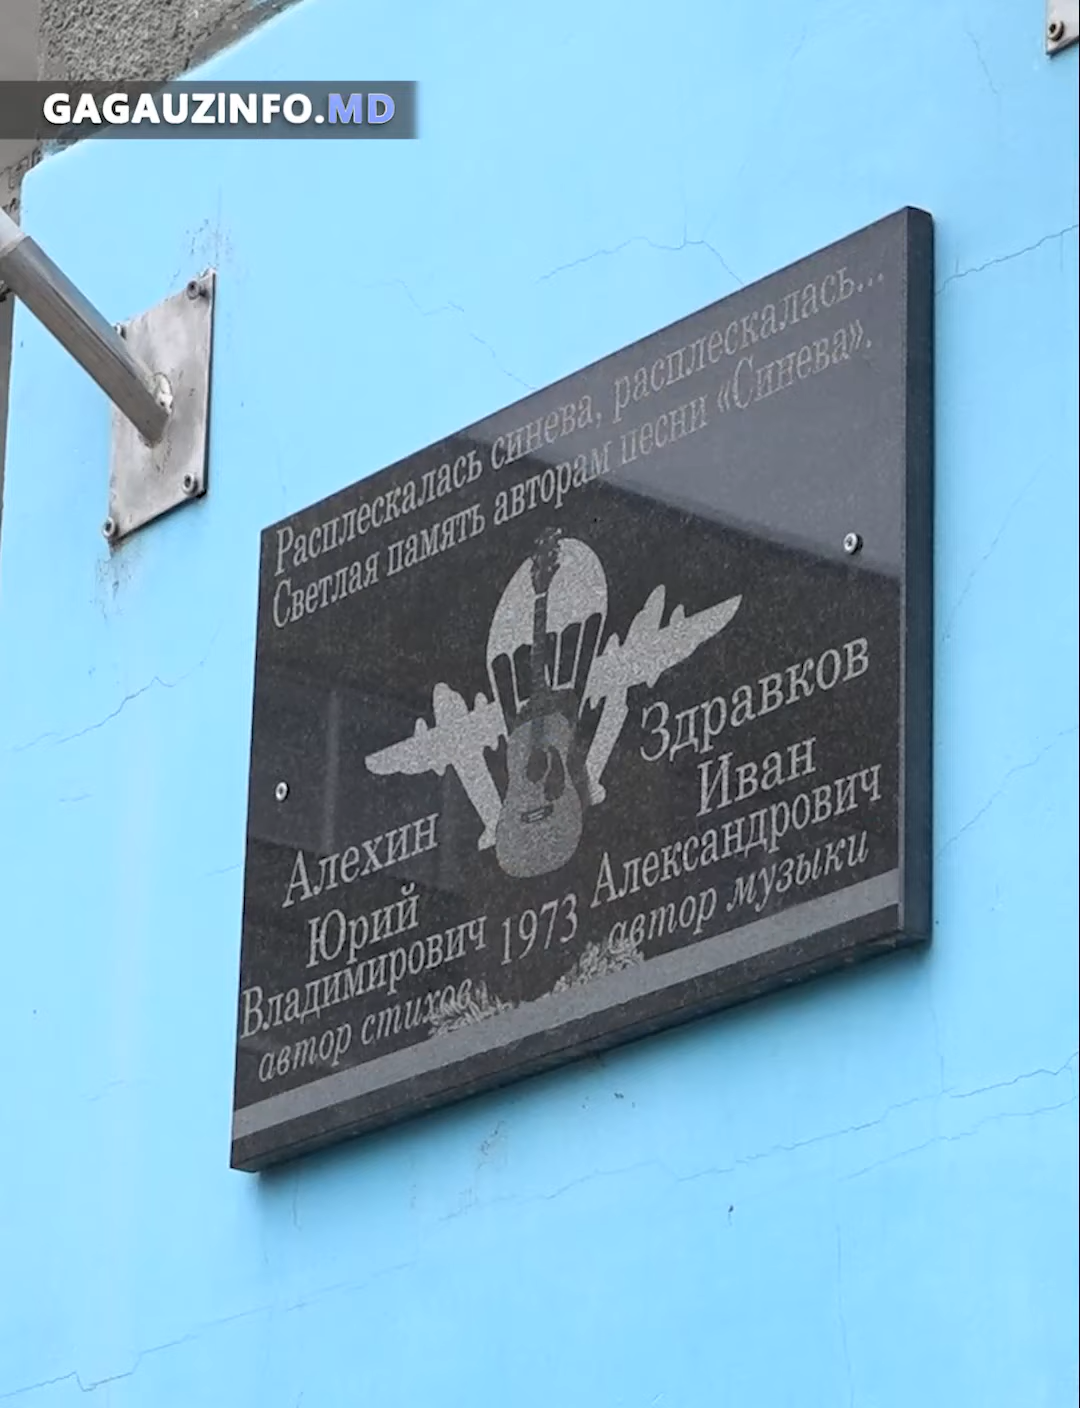 GAGAUZINFO.MD
Расплескалась синева, расплескалась...
Светлая память авторам песни «Синева».
Алехин
Юрий
Владимирович
автор стихов
1973
Здравков
Иван
Александрович
автор музыки